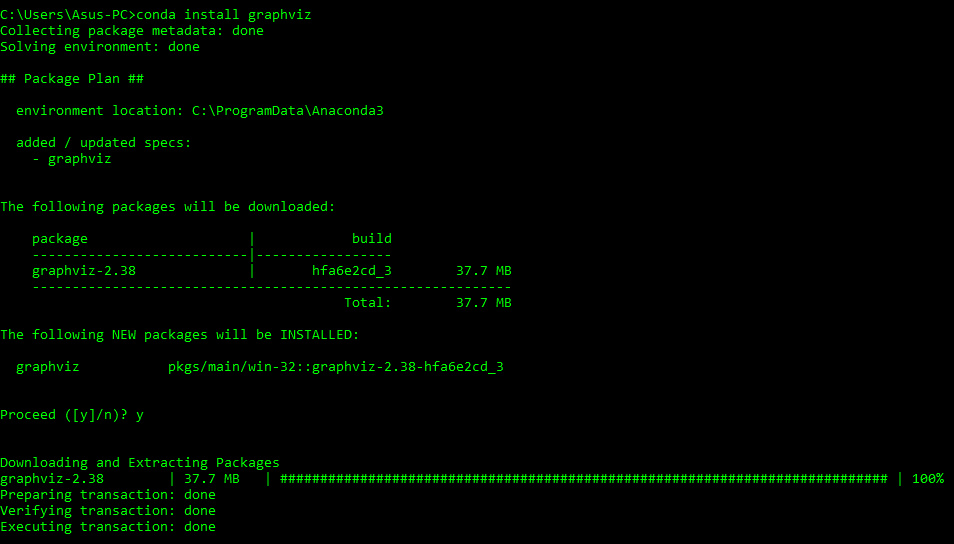 C:\Users\Asus-PC>conda install graphviz
Collecting package metadata: done
Solving environment: done
## Package Plan ##
environment location: C:\ProgramData\Anaconda3
added / updated specs:
- graphviz
The following packages will be downloaded:
package | build
---------------------------|-----------------
graphviz-2.38 | hfa6e2cd_3 37.7 MB
------------------------------------------------------------
Total: 37.7 MB
The following NEW packages will be INSTALLED:
graphviz pkgs/main/win-32::graphviz-2.38-hfa6e2cd_3
Proceed ([y]/n)? y
Downloading and Extracting Packages
graphviz-2.38 | 37.7 MB | ############################################################################ | 100%
Preparing transaction: done
Verifying transaction: done
Executing transaction: done